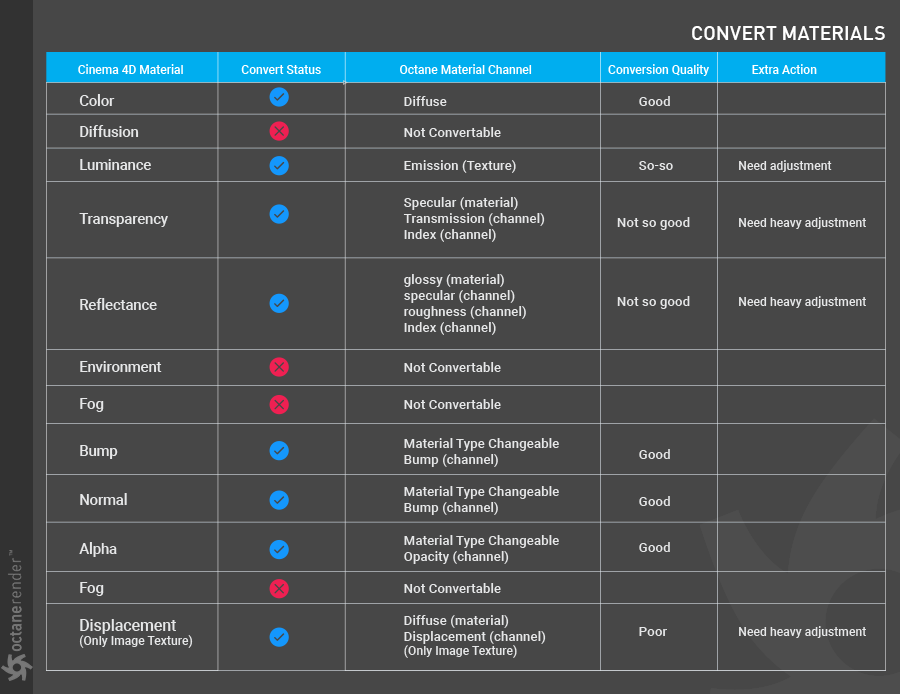 CONVERT MATERIALS
Cinema 4D Material Convert Status Octane Material Channel Conversion Quality Extra Action
Color Diffuse Good
Diffusion Not Convertable
Luminance Emission (Texture) So-so Need adjustment
Transparency
Specular (material)
Transmission (channel)
Index (channel)
Not so good Need heavy adjustment
Reflectance
glossy (material)
specular (channel)
roughness (channel)
Index (channel)
Not so good Need heavy adjustment
Environment Not Convertable
Fog Not Convertable
Bump
Material Type Changeable
Bump (channel)
Good
Normal
Material Type Changeable
Bump (channel)
Good
Alpha
Material Type Changeable
Opacity (channel)
Good
Fog Not Convertable
Displacement
(Only Image Texture)
Diffuse (material)
Displacement (channel)
(Only Image Texture)
Poor Need heavy adjustment
octanerender™